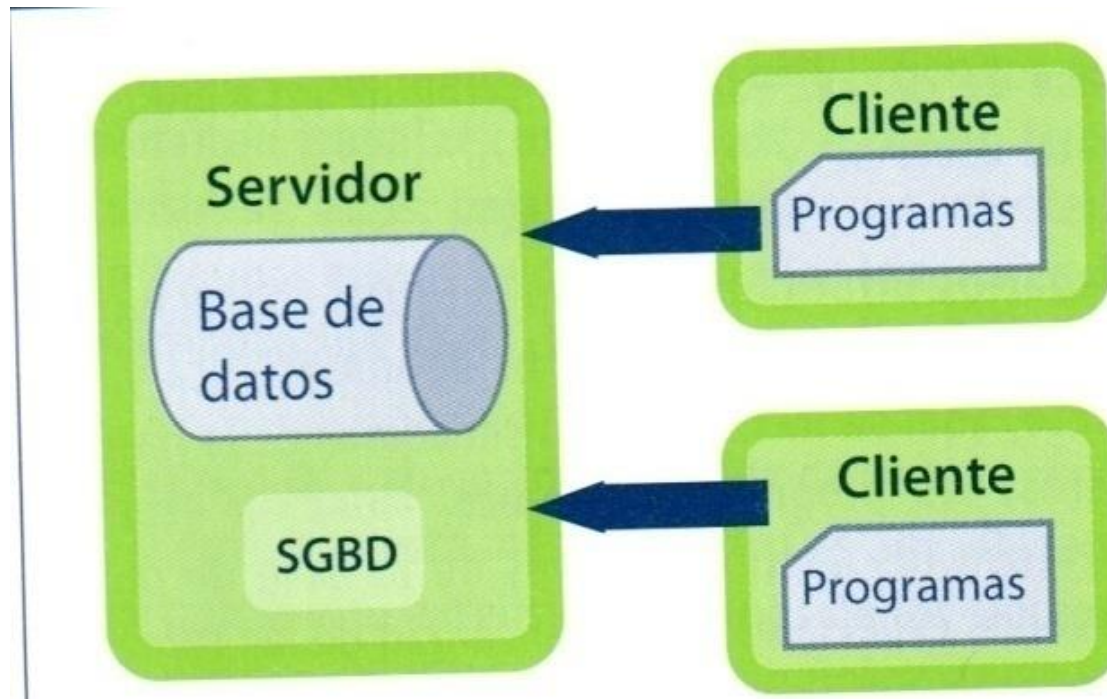 Servidor
Base de
datos
SGBD
Cliente
Programas
Cliente
Programas